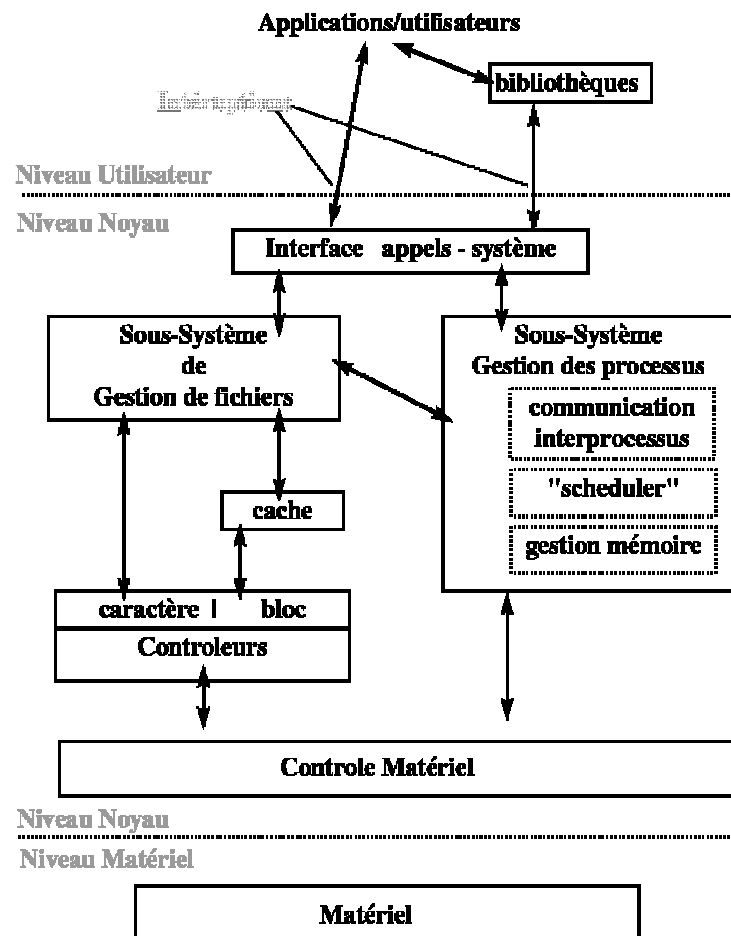 Applications/utilisateurs
bibliothèques
Niveau Utilisateur
Niveau Noyau
Interface appels - système
Sous-Système
de
Gestion de fichiers
Sous-Système
Gestion des processus
communication
interprocessus
"scheduler"
gestion mémoire
cache
caractère | bloc
Controleurs
Controle Matériel
Niveau Noyau
Niveau Matériel
Matériel